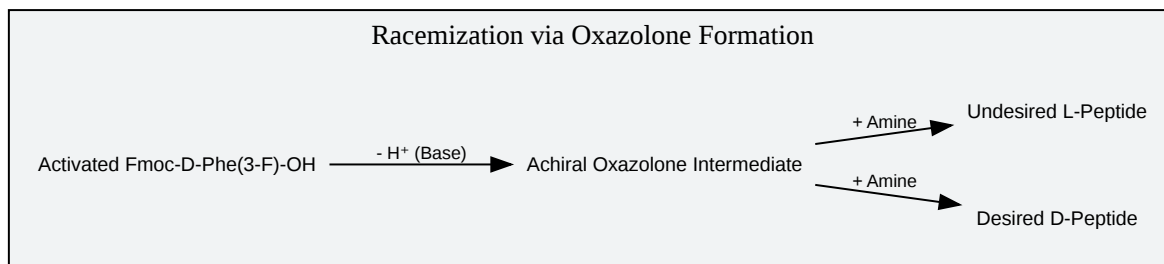 Racemization via Oxazolone Formation
Activated Fmoc-D-Phe(3-F)-OH
- H⁺ (Base)
Achiral Oxazolone Intermediate
+ Amine
Undesired L-Peptide
+ Amine
Desired D-Peptide